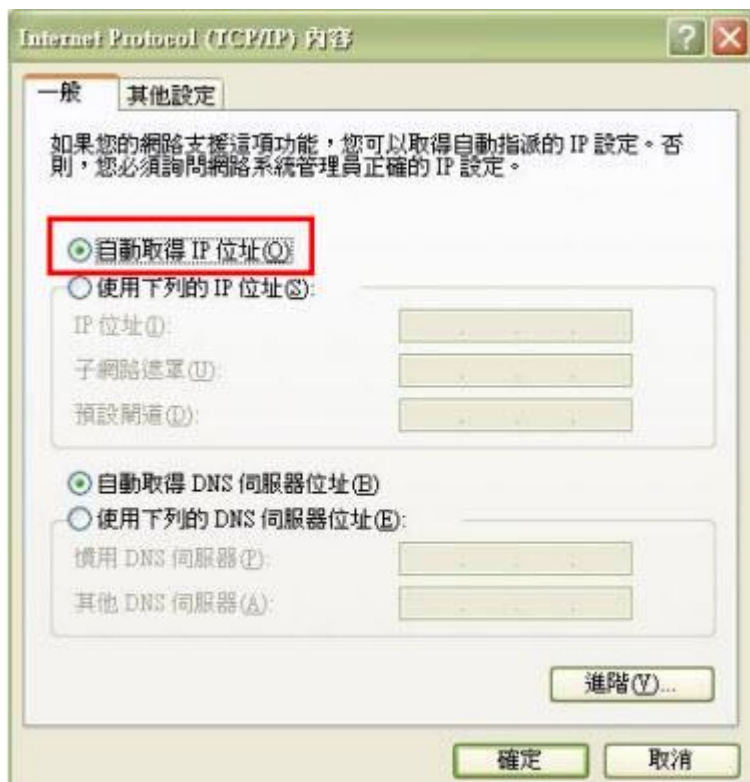 Internet Protocol (TCP/IP) 內容
一般
其他設定
如果您的網路支援這項功能，您可以取得自動指派的 IP 設定。否
則，您必須詢問網路系統管理員正確的 IP 設定。
自動取得 IP 位址(O)
使用下列的 IP 位址(S):
IP 位址(I):
子網路遮罩(U):
預設閘道(D):
自動取得 DNS 伺服器位址(B)
使用下列的 DNS 伺服器位址(E):
慣用 DNS 伺服器(P):
其他 DNS 伺服器(A):
進階(V)...
確定
取消